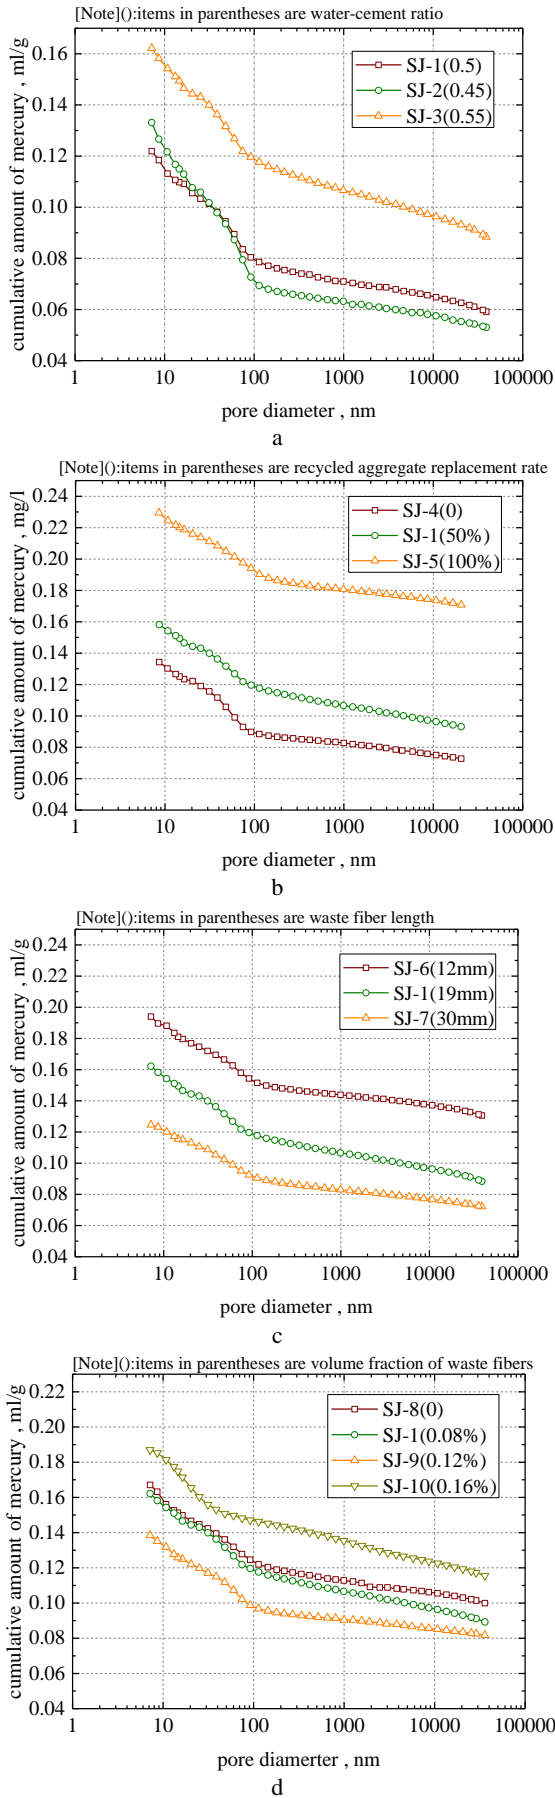 [Note]():items in parentheses are water-cement ratio
0.16
0.14
0.12
0.10
0.08
0.06
0.04
cumulative amount of mercury, ml/g
SJ-1(0.5)
SJ-2(0.45)
SJ-3(0.55)
1 10 100 1000 10000 100000
pore diameter , nm
a
[Note]():items in parentheses are recycled aggregate replacement rate
0.24
0.22
0.20
0.18
0.16
0.14
0.12
0.10
0.08
0.06
0.04
cumulative amount of mercury , mg/l
SJ-4(0)
SJ-1(50%)
SJ-5(100%)
1 10 100 1000 10000 100000
pore diameter , nm
b
[Note]():items in parentheses are waste fiber length
0.24
0.22
0.20
0.18
0.16
0.14
0.12
0.10
0.08
0.06
0.04
cumulative amount of mercury, ml/g
SJ-6(12mm)
SJ-1(19mm)
SJ-7(30mm)
1 10 100 1000 10000 100000
pore diameter , nm
c
[Note]():items in parentheses are volume fraction of waste fibers
0.22
0.20
0.18
0.16
0.14
0.12
0.10
0.08
0.06
0.04
cumulative amount of mercury, ml/g
SJ-8(0)
SJ-1(0.08%)
SJ-9(0.12%)
SJ-10(0.16%)
1 10 100 1000 10000 100000
pore diamerter , nm
d